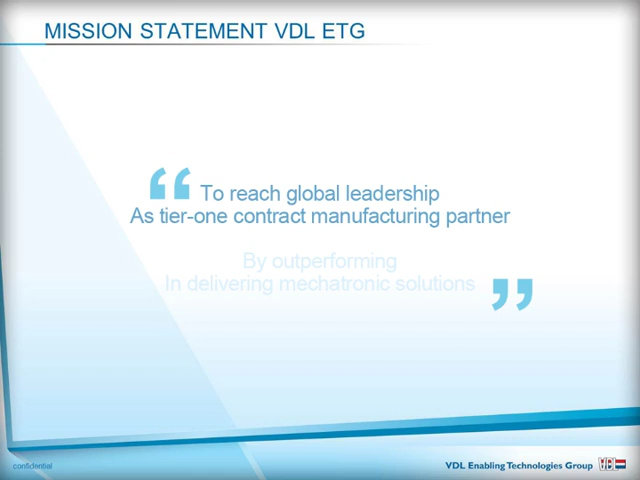 MISSION STATEMENT VDL ETG
“ To reach global leadership
As tier-one contract manufacturing partner
By outperforming
In delivering mechatronic solutions ”
confidential
VDL Enabling Technologies Group VDL